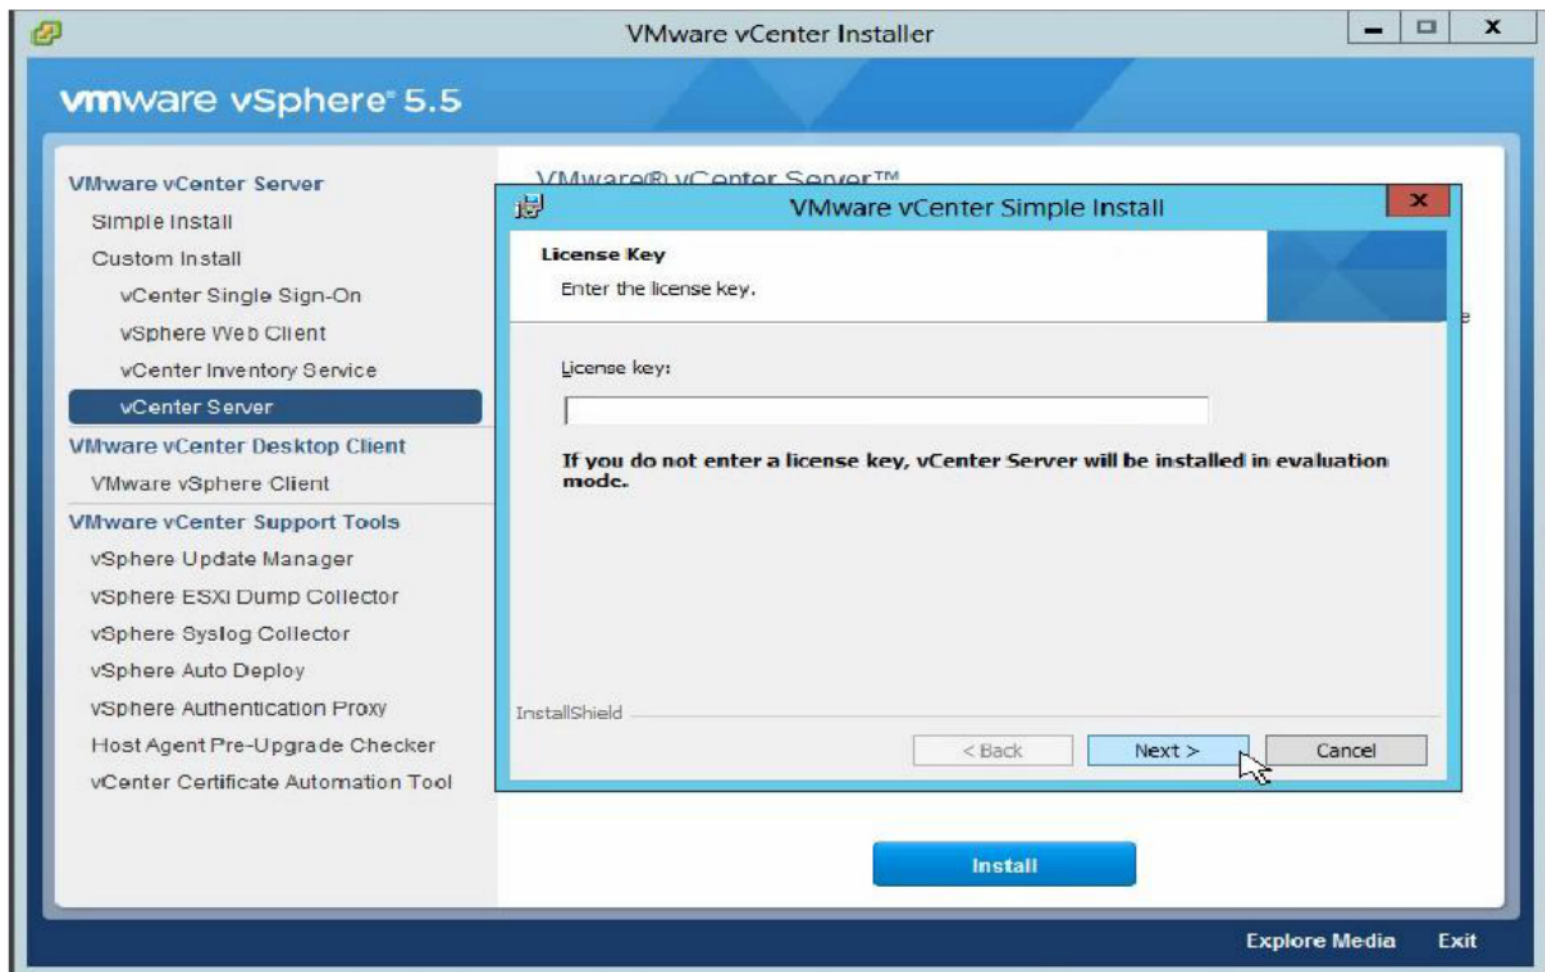 VMware vCenter Installer
vmware vSphere® 5.5
VMware vCenter Server
Simple Install
Custom Install
vCenter Single Sign-On
vSphere Web Client
vCenter Inventory Service
vCenter Server
VMware vCenter Desktop Client
VMware vSphere Client
VMware vCenter Support Tools
vSphere Update Manager
vSphere ESXi Dump Collector
vSphere Syslog Collector
vSphere Auto Deploy
vSphere Authentication Proxy
Host Agent Pre-Upgrade Checker
vCenter Certificate Automation Tool
VMware® vCenter Server™
VMware vCenter Simple Install
License Key
Enter the license key.
License key:
If you do not enter a license key, vCenter Server will be installed in evaluation
mode.
InstallShield
< Back
Next >
Cancel
Install
Explore Media
Exit